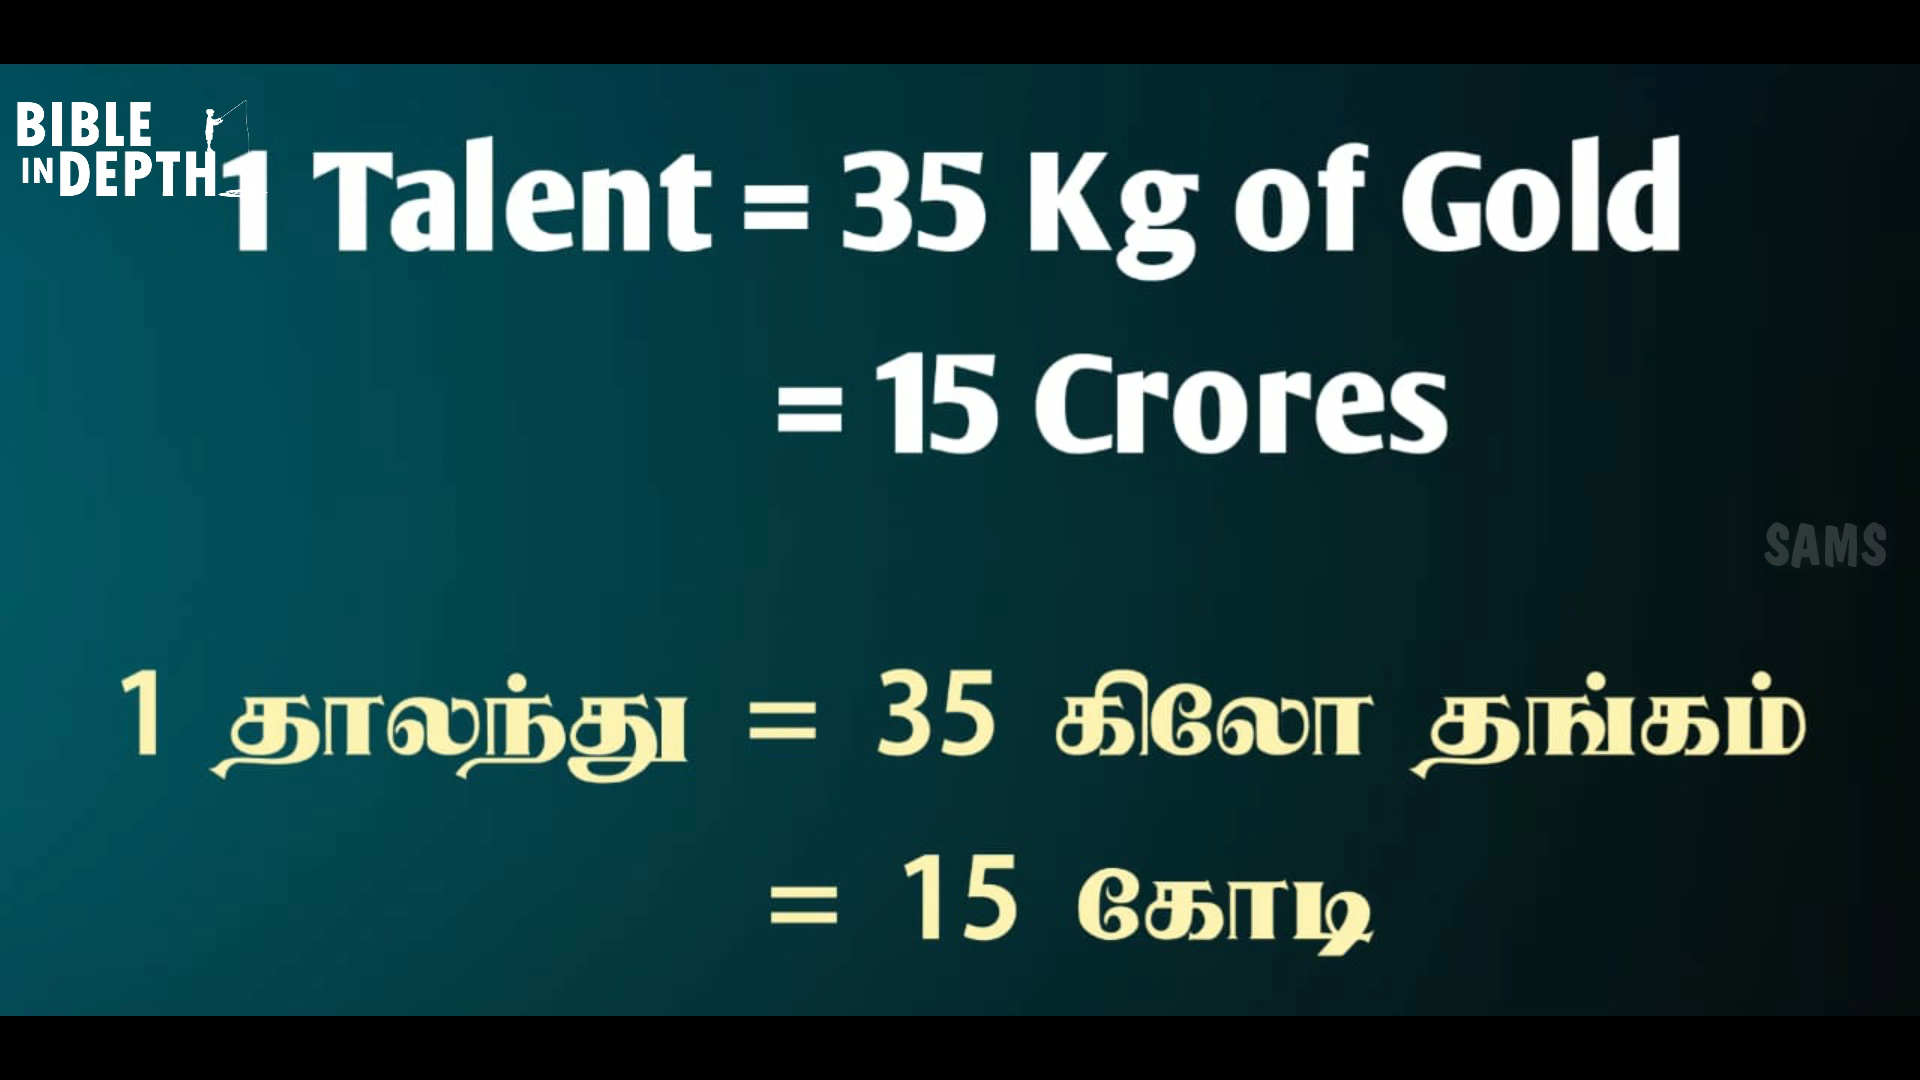 BIBLE
IN DEPTH
1 Talent = 35 Kg of Gold
= 15 Crores
SAMS
1 தாலந்து = 35 கிலோ தங்கம்
= 15 கோடி